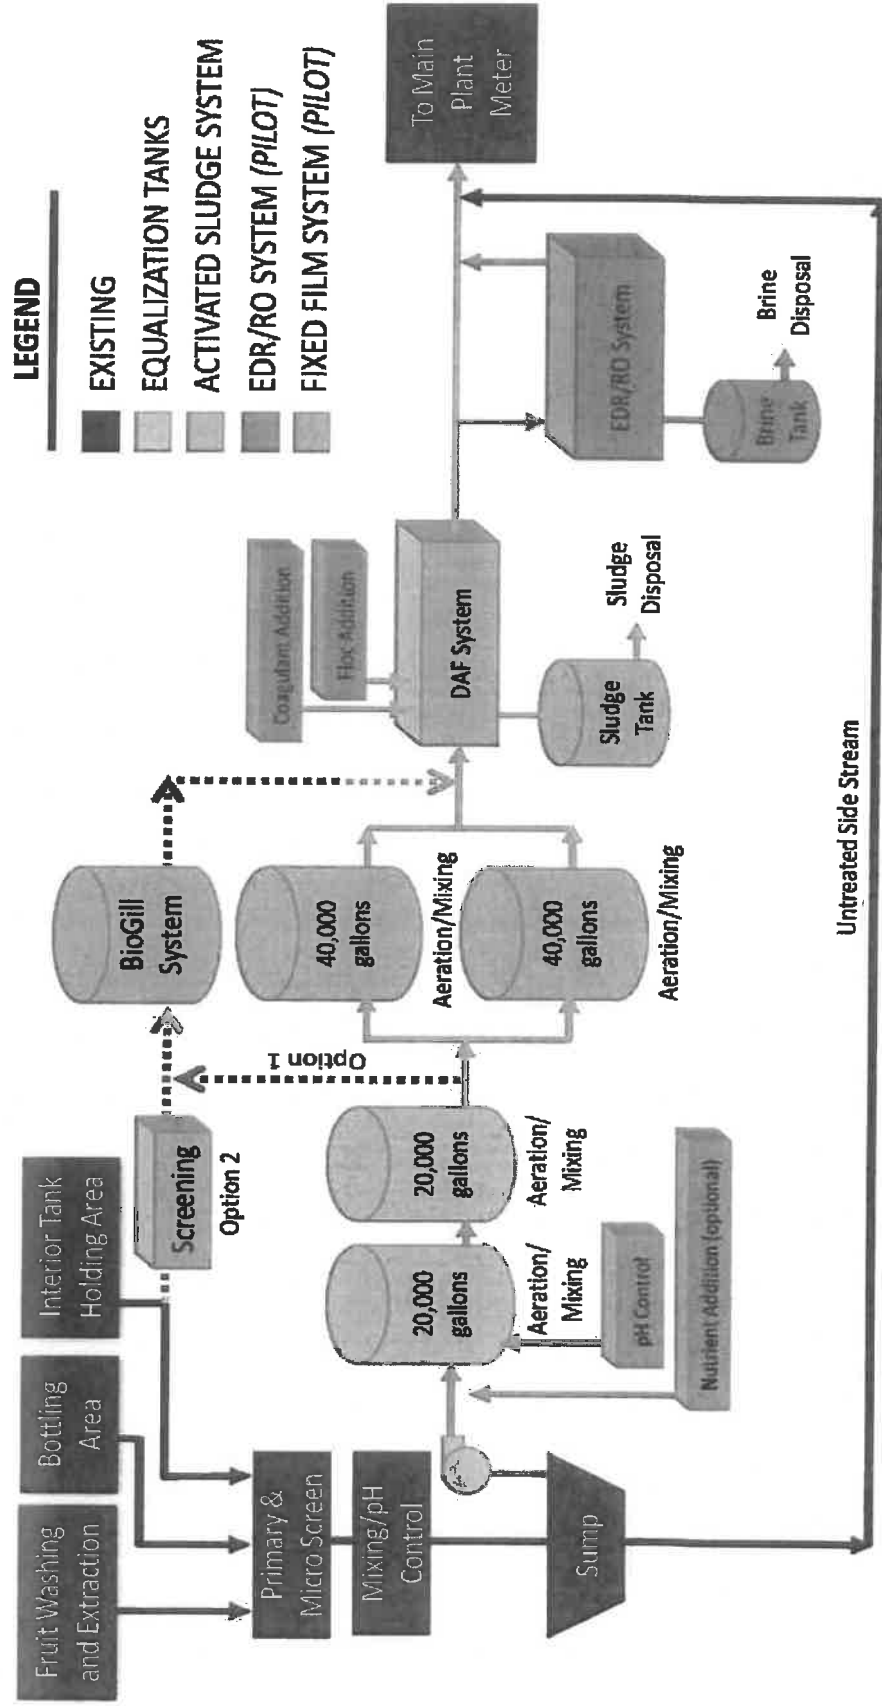 LEGEND
EXISTING
EQUALIZATION TANKS
ACTIVATED SLUDGE SYSTEM
EDR/RO SYSTEM (PILOT)
FIXED FILM SYSTEM (PILOT)
Fruit Washing
and Extraction
Bottling
Area
Interior Tank
Holding Area
Primary &
Micro Screen
Mixing/pH
Control
Sump
Screening
Option 2
Option 1
BioGill
System
20,000
gallons
Aeration/
Mixing
20,000
gallons
Aeration/
Mixing
pH Control
Nutrient Addition (optional)
40,000
gallons
Aeration/Mixing
40,000
gallons
Aeration/Mixing
Coagulant Addition
Floc Addition
DAF System
Sludge
Tank
Sludge
Disposal
EDR/RO System
Brine
Tank
Brine
Disposal
To Main
Plant
Meter
Untreated Side Stream